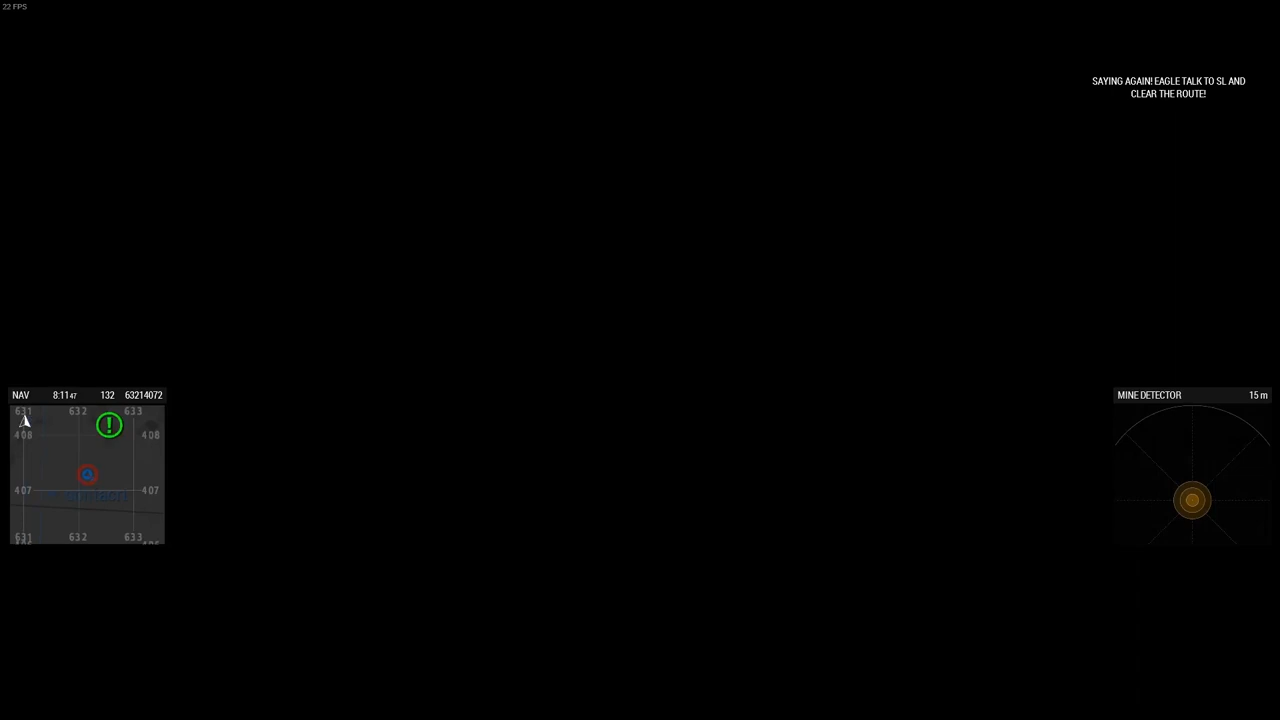 22 FPS
SAYING AGAIN! EAGLE TALK TO SL AND
CLEAR THE ROUTE!
NAV 8:11 47 132 63214072
631 632 633
408 408
407 407
631 632 633
MINE DETECTOR 15 m